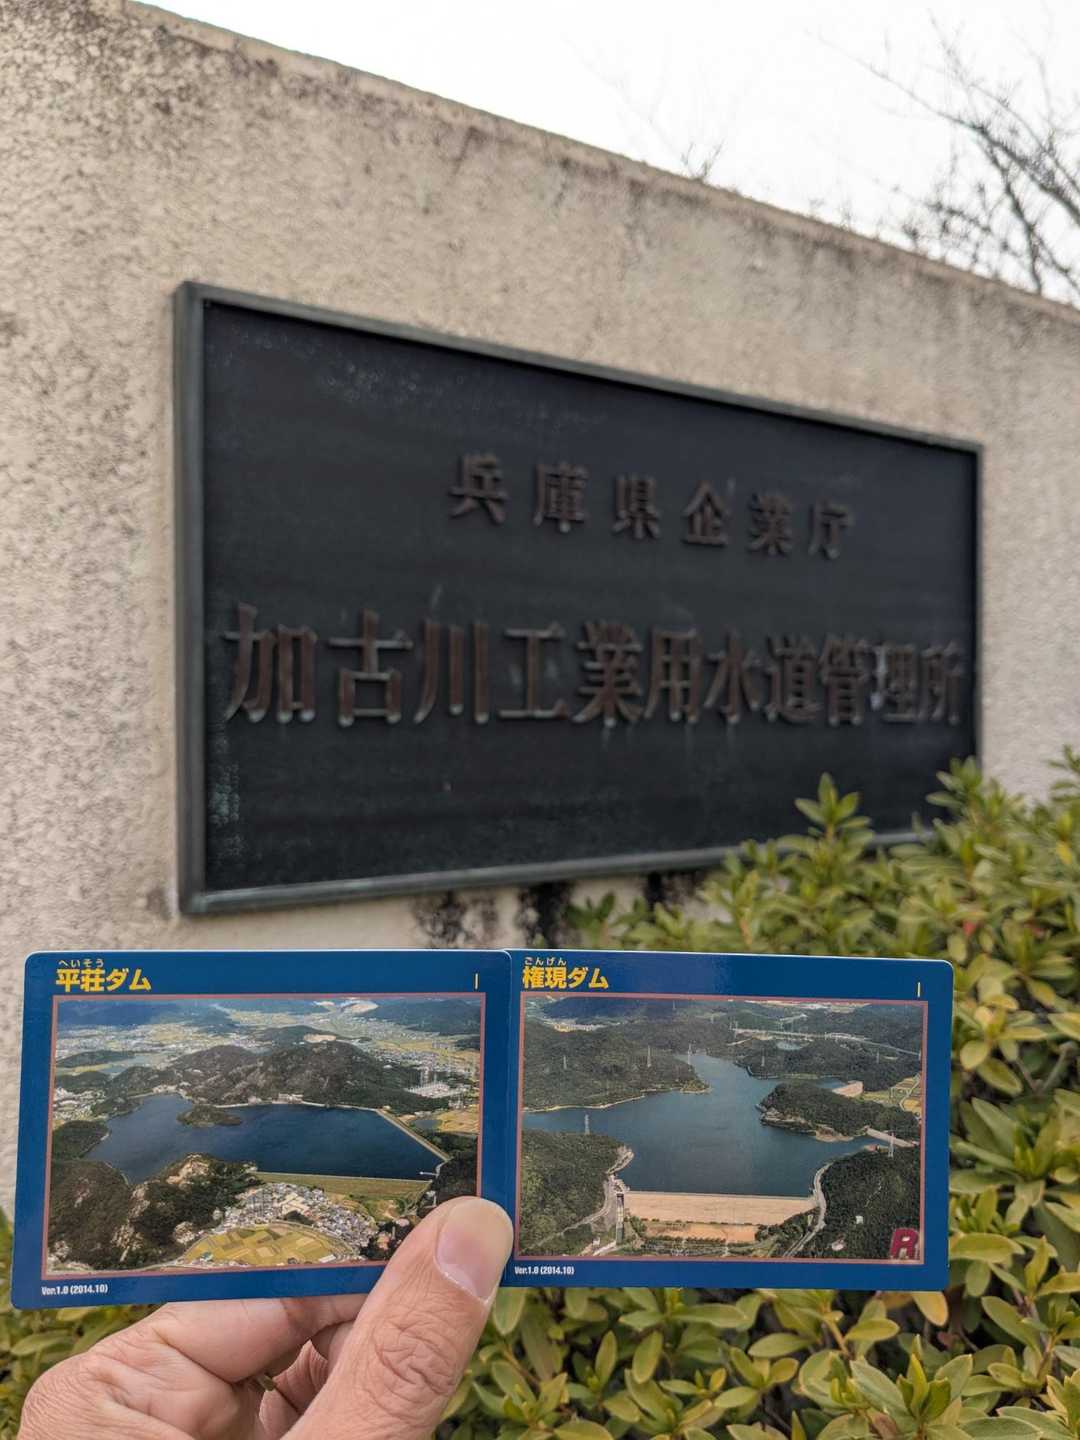 兵庫県企業庁
加古川工業用水道管理所
へいそう
平荘ダム
I
Ver.1.0 (2014.10)
ごんげん
権現ダム
I
R
Ver.1.0 (2014.10)